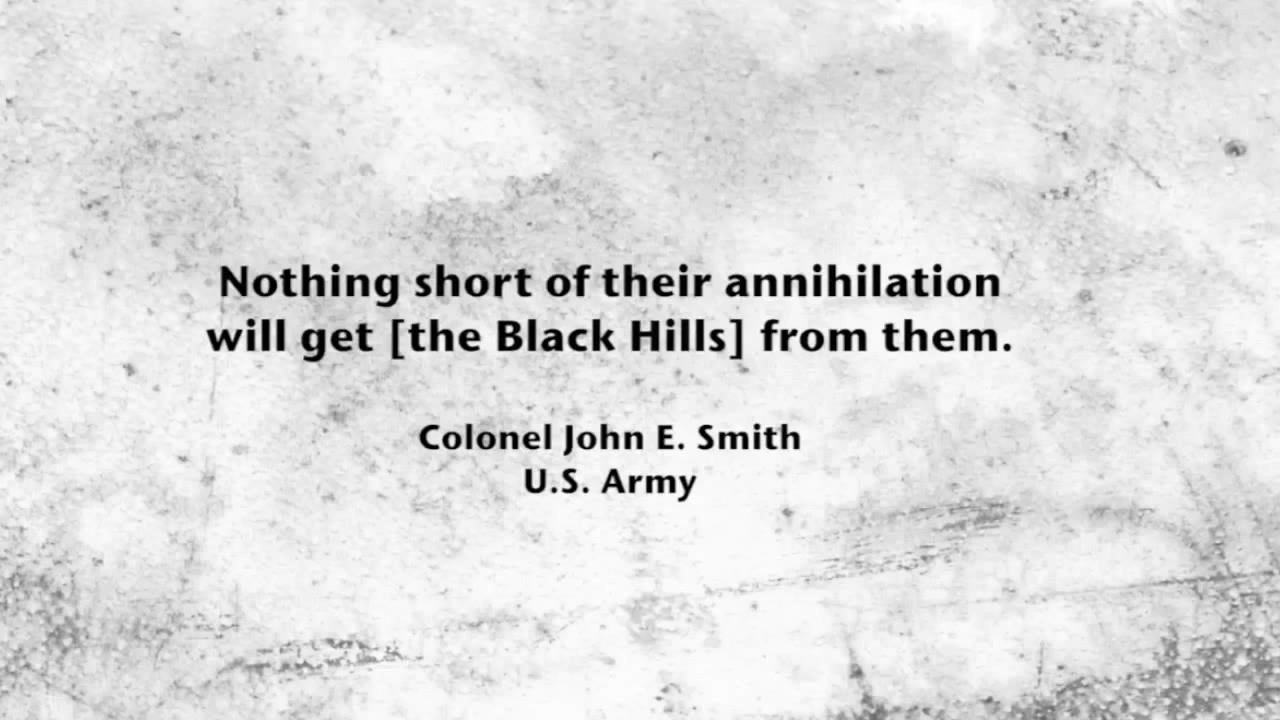 Nothing short of their annihilation
will get [the Black Hills] from them.
Colonel John E. Smith
U.S. Army